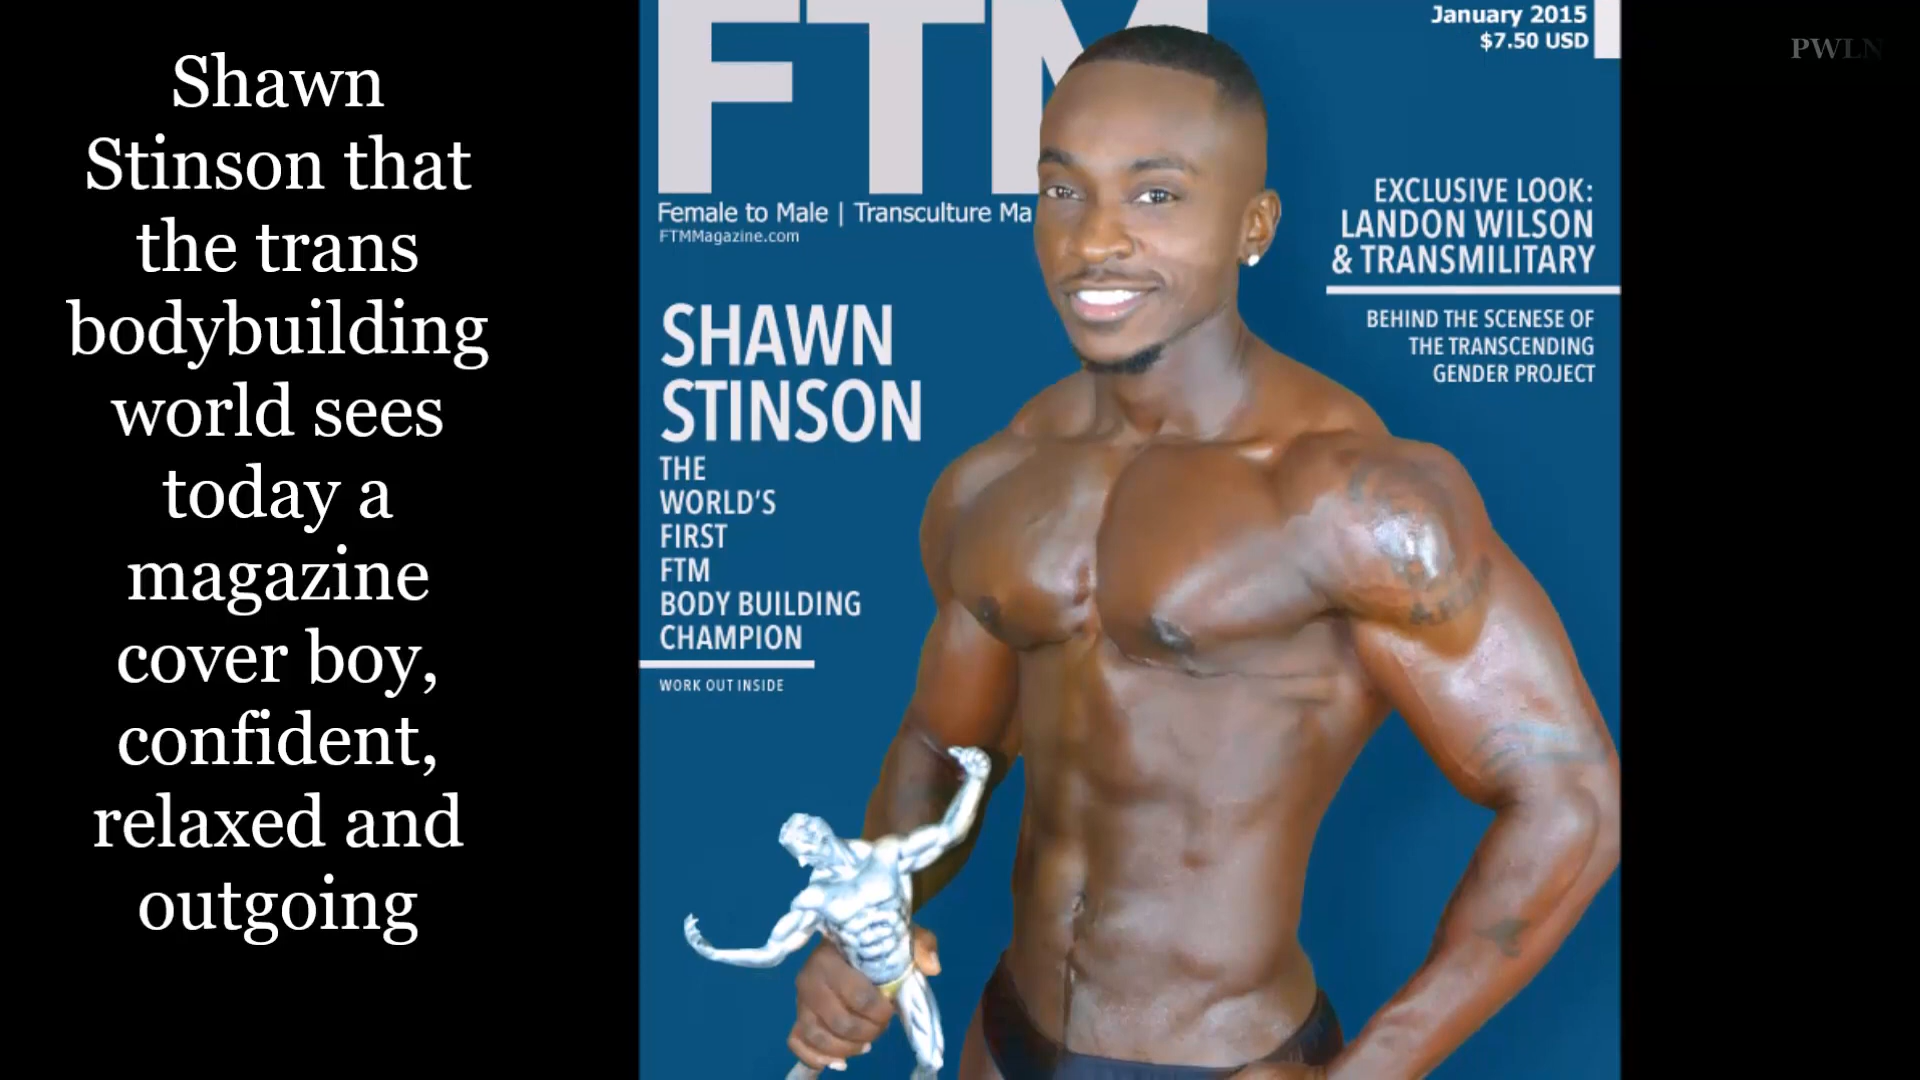 Shawn
Stinson that
the trans
bodybuilding
world sees
today a
magazine
cover boy,
confident,
relaxed and
outgoing
FTM
January 2015
$7.50 USD
Female to Male | Transculture Ma
FTMMagazine.com
EXCLUSIVE LOOK:
LANDON WILSON
& TRANSMILITARY
BEHIND THE SCENESE OF
THE TRANSCENDING
GENDER PROJECT
SHAWN
STINSON
THE
WORLD'S
FIRST
FTM
BODY BUILDING
CHAMPION
WORK OUT INSIDE
PWLN